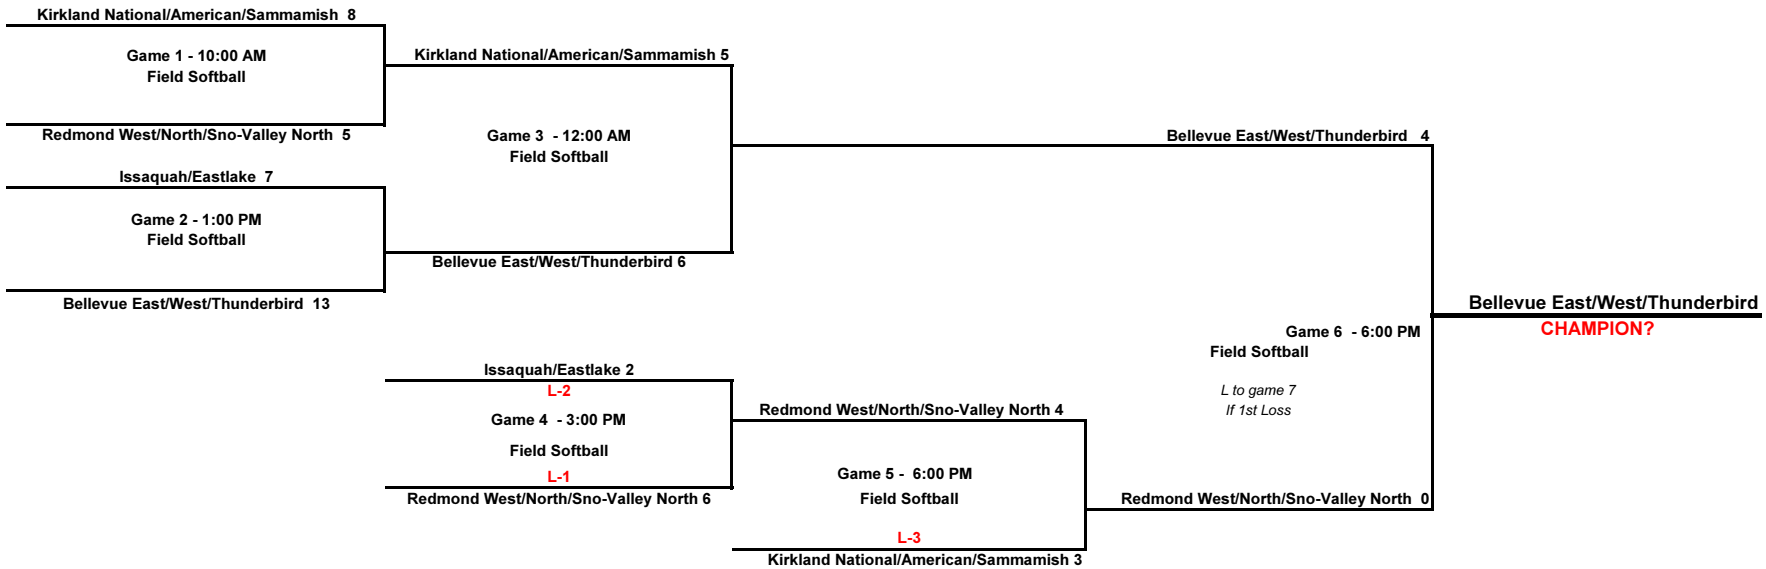 Kirkland National/American/Sammamish 8
Game 1 - 10:00 AM
Field Softball
Redmond West/North/Sno-Valley North 5
Issaquah/Eastlake 7
Game 2 - 1:00 PM
Field Softball
Bellevue East/West/Thunderbird 13
Kirkland National/American/Sammamish 5
Game 3 - 12:00 AM
Field Softball
Bellevue East/West/Thunderbird 6
Issaquah/Eastlake 2
L-2
Game 4 - 3:00 PM
Field Softball
L-1
Redmond West/North/Sno-Valley North 6
Redmond West/North/Sno-Valley North 4
Game 5 - 6:00 PM
Field Softball
L-3
Kirkland National/American/Sammamish 3
Bellevue East/West/Thunderbird 4
Game 6 - 6:00 PM
Field Softball
L to game 7
If 1st Loss
Redmond West/North/Sno-Valley North 0
Bellevue East/West/Thunderbird
CHAMPION?